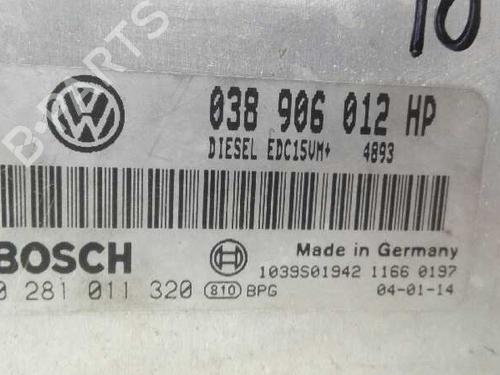 10
038 906 012 HP
DIESEL EDC15VM+ 4893
BOSCH
Made in Germany
1039S01942 1166 0197
0 281 011 320 810 BPG 04-01-14
B-PARTS